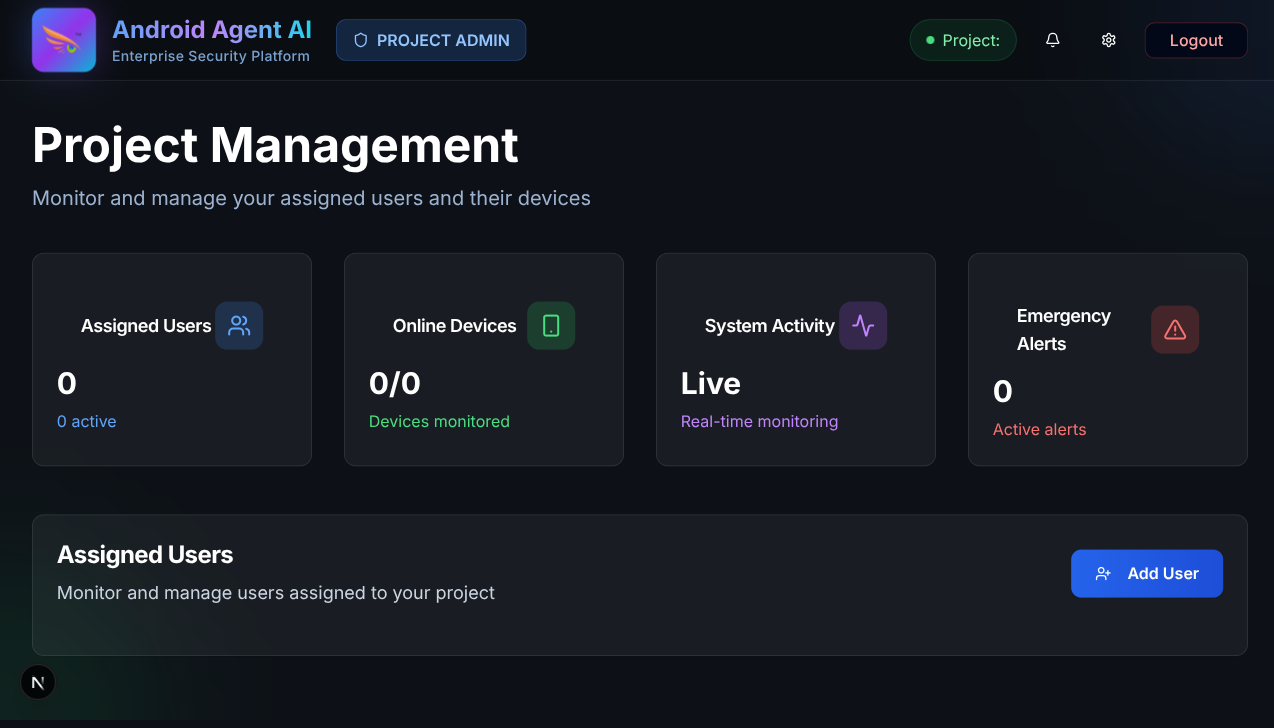 Android Agent AI
Enterprise Security Platform
PROJECT ADMIN
Project:
Logout
Project Management
Monitor and manage your assigned users and their devices
Assigned Users
0
0 active
Online Devices
0/0
Devices monitored
System Activity
Live
Real-time monitoring
Emergency
Alerts
0
Active alerts
Assigned Users
Monitor and manage users assigned to your project
Add User
N